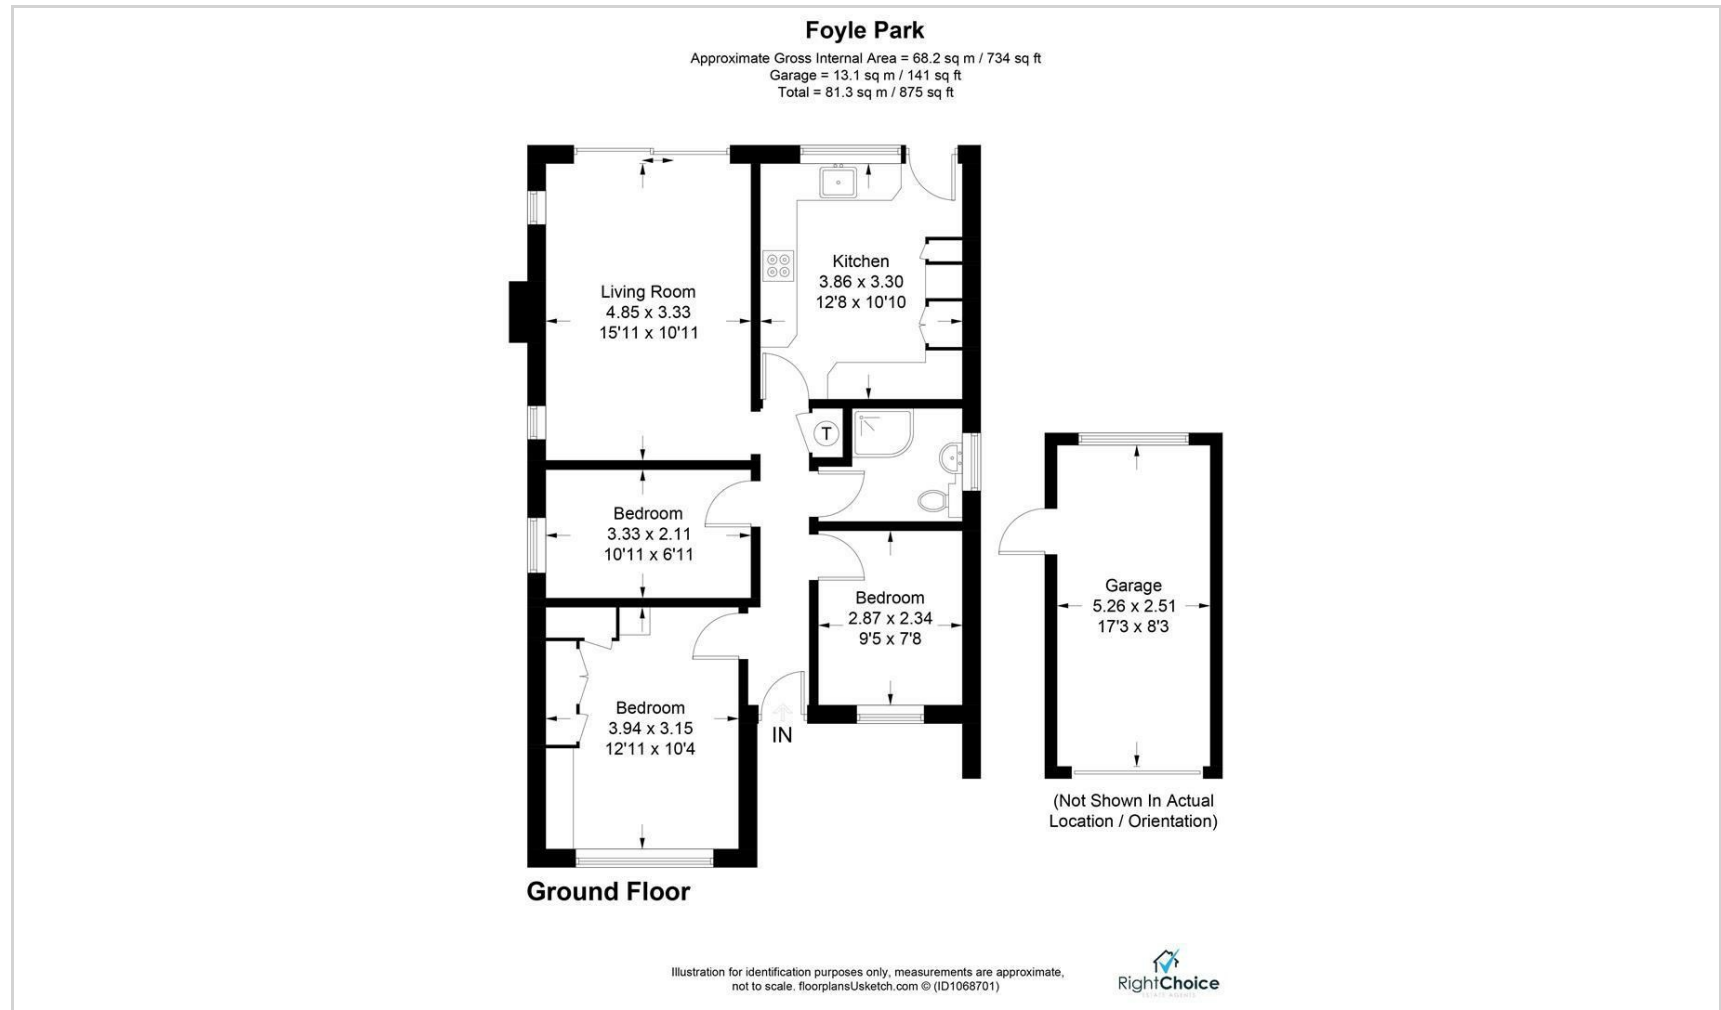 Foyle Park
Approximate Gross Internal Area = 68.2 sq m / 734 sq ft
Garage = 13.1 sq m / 141 sq ft
Total = 81.3 sq m / 875 sq ft
Living Room
4.85 x 3.33
15'11 x 10'11
Kitchen
3.86 x 3.30
12'8 x 10'10
T
Bedroom
3.33 x 2.11
10'11 x 6'11
Bedroom
2.87 x 2.34
9'5 x 7'8
Bedroom
3.94 x 3.15
12'11 x 10'4
IN
Garage
5.26 x 2.51
17'3 x 8'3
(Not Shown In Actual
Location / Orientation)
Ground Floor
Illustration for identification purposes only, measurements are approximate,
not to scale. floorplansUsketch.com © (ID1068701)
RightChoice
ESTATE AGENTS